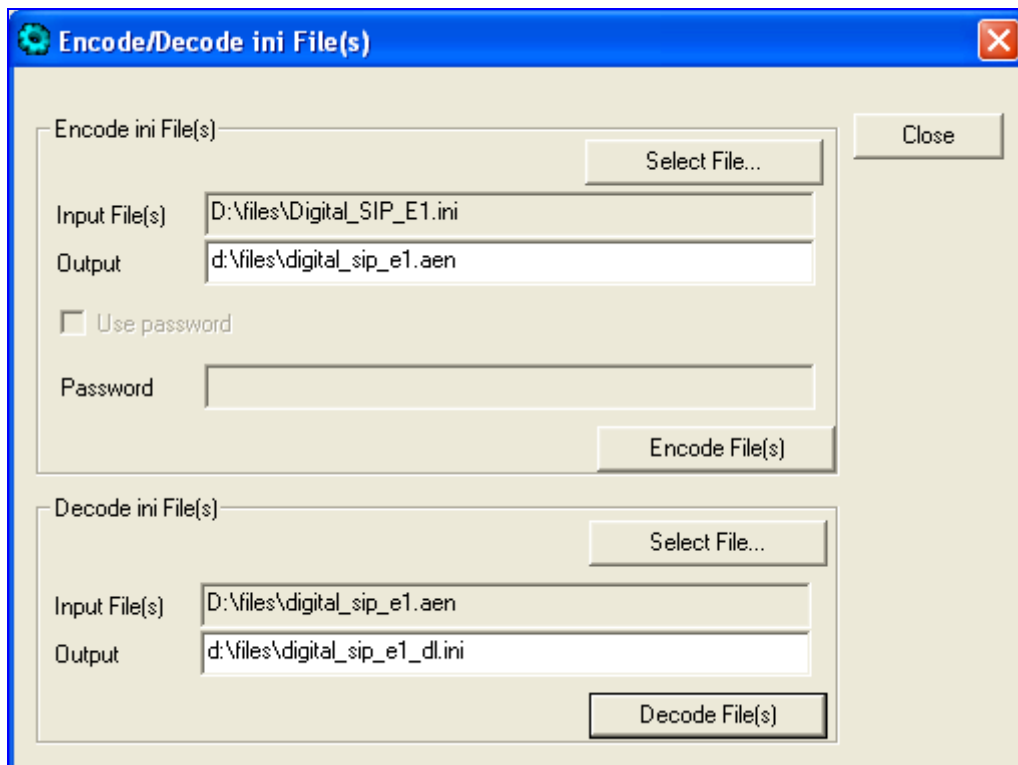 Encode/Decode ini File(s)
Encode ini File(s)
Close
Select File...
Input File(s) D:\files\Digital_SIP_E1.ini
Output d:\files\digital_sip_e1.aen
Use password
Password
Encode File(s)
Decode ini File(s)
Select File...
Input File(s) D:\files\digital_sip_e1.aen
Output d:\files\digital_sip_e1_dl.ini
Decode File(s)